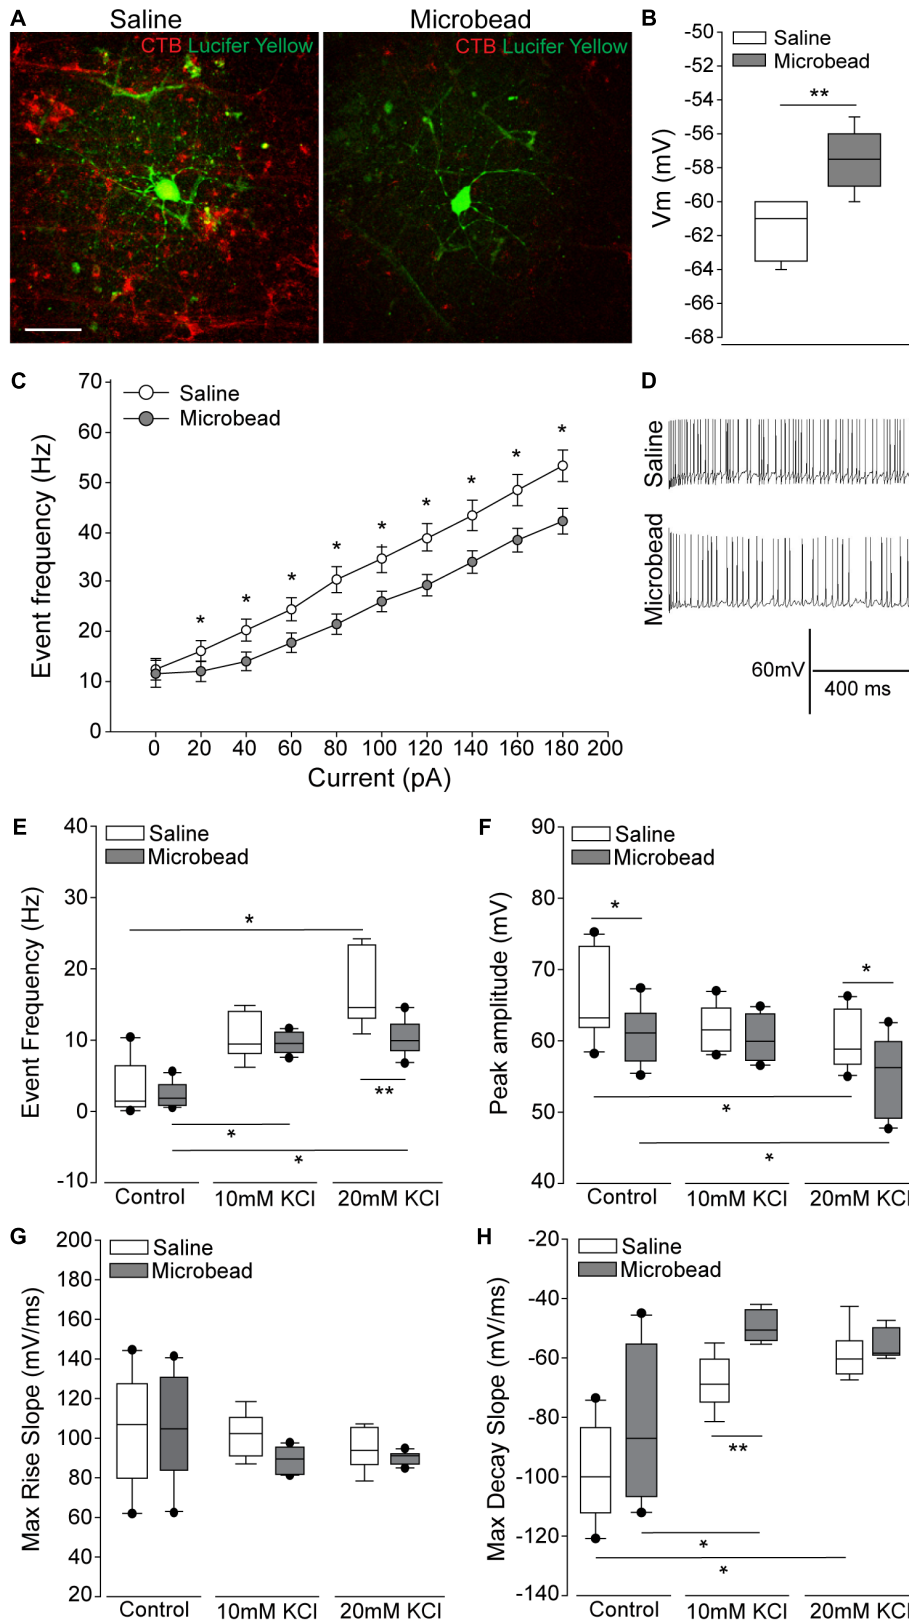 A
Saline
Microbead
CTB Lucifer Yellow
CTB Lucifer Yellow
B
Saline
Microbead
**
Vm (mV)
-50
-52
-54
-56
-58
-60
-62
-64
-66
-68
C
Saline
Microbead
Event frequency (Hz)
70
60
50
40
30
20
10
0
* * * * * * * * *
0 20 40 60 80 100 120 140 160 180 200
Current (pA)
D
Saline
Microbead
60mV
400 ms
E
Saline
Microbead
Event Frequency (Hz)
40
30
20
10
0
-10
*
**
*
*
Control 10mM KCl 20mM KCl
F
Saline
Microbead
Peak amplitude (mV)
90
80
70
60
50
40
*
*
*
*
Control 10mM KCl 20mM KCl
G
Saline
Microbead
Max Rise Slope (mV/ms)
200
180
160
140
120
100
80
60
40
20
Control 10mM KCl 20mM KCl
H
Saline
Microbead
Max Decay Slope (mV/ms)
-20
-40
-60
-80
-100
-120
-140
**
*
*
Control 10mM KCl 20mM KCl